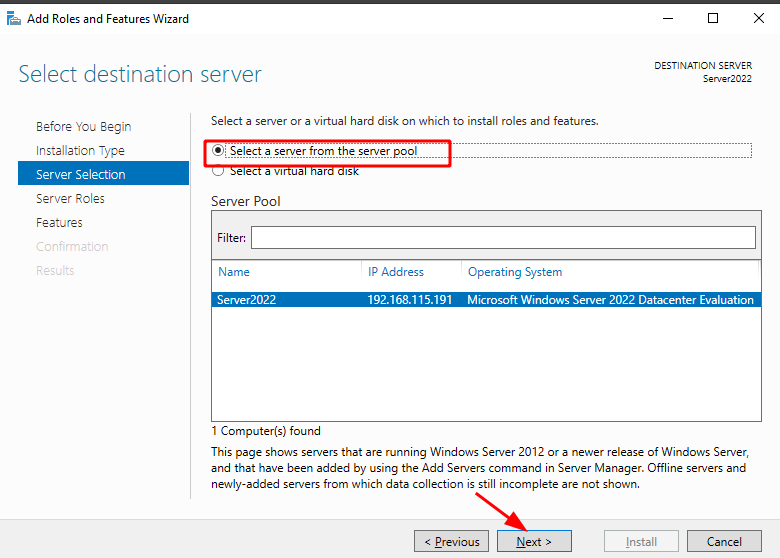 Add Roles and Features Wizard
Select destination server
DESTINATION SERVER
Server2022
Before You Begin
Installation Type
Server Selection
Server Roles
Features
Confirmation
Results
Select a server or a virtual hard disk on which to install roles and features.
Select a server from the server pool
Select a virtual hard disk
Server Pool
Filter:
Name IP Address Operating System
Server2022 192.168.115.191 Microsoft Windows Server 2022 Datacenter Evaluation
1 Computer(s) found
This page shows servers that are running Windows Server 2012 or a newer release of Windows Server,
and that have been added by using the Add Servers command in Server Manager. Offline servers and
newly-added servers from which data collection is still incomplete are not shown.
< Previous Next > Install Cancel